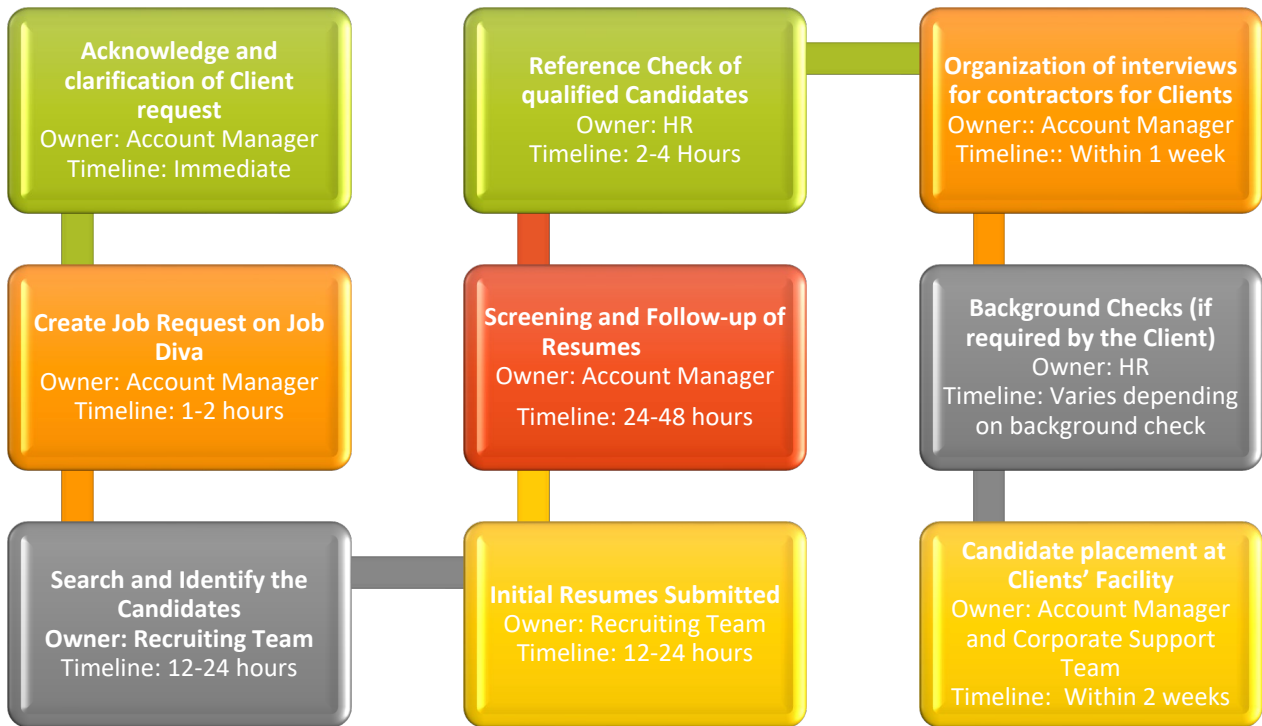 Acknowledge and
clarification of Client
request
Owner: Account Manager
Timeline: Immediate
Create Job Request on Job
Diva
Owner: Account Manager
Timeline: 1-2 hours
Search and Identify the
Candidates
Owner: Recruiting Team
Timeline: 12-24 hours
Initial Resumes Submitted
Owner: Recruiting Team
Timeline: 12-24 hours
Screening and Follow-up of
Resumes
Owner: Account Manager
Timeline: 24-48 hours
Reference Check of
qualified Candidates
Owner: HR
Timeline: 2-4 Hours
Organization of interviews
for contractors for Clients
Owner:: Account Manager
Timeline:: Within 1 week
Background Checks (if
required by the Client)
Owner: HR
Timeline: Varies depending
on background check
Candidate placement at
Clients’ Facility
Owner: Account Manager
and Corporate Support
Team
Timeline:  Within 2 weeks